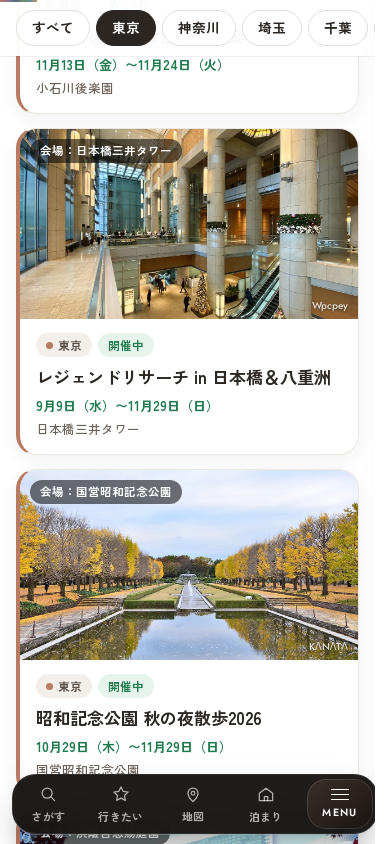 すべて
東京
神奈川
埼玉
千葉
11月13日（金）〜11月24日（火）
小石川後楽園
会場：日本橋三井タワー
Wpcpey
東京
開催中
レジェンドリサーチ in 日本橋＆八重洲
9月9日（水）〜11月29日（日）
日本橋三井タワー
会場：国営昭和記念公園
KANATA
東京
開催中
昭和記念公園 秋の夜散歩2026
10月29日（木）〜11月29日（日）
国営昭和記念公園
さがす
行きたい
地図
泊まり
MENU